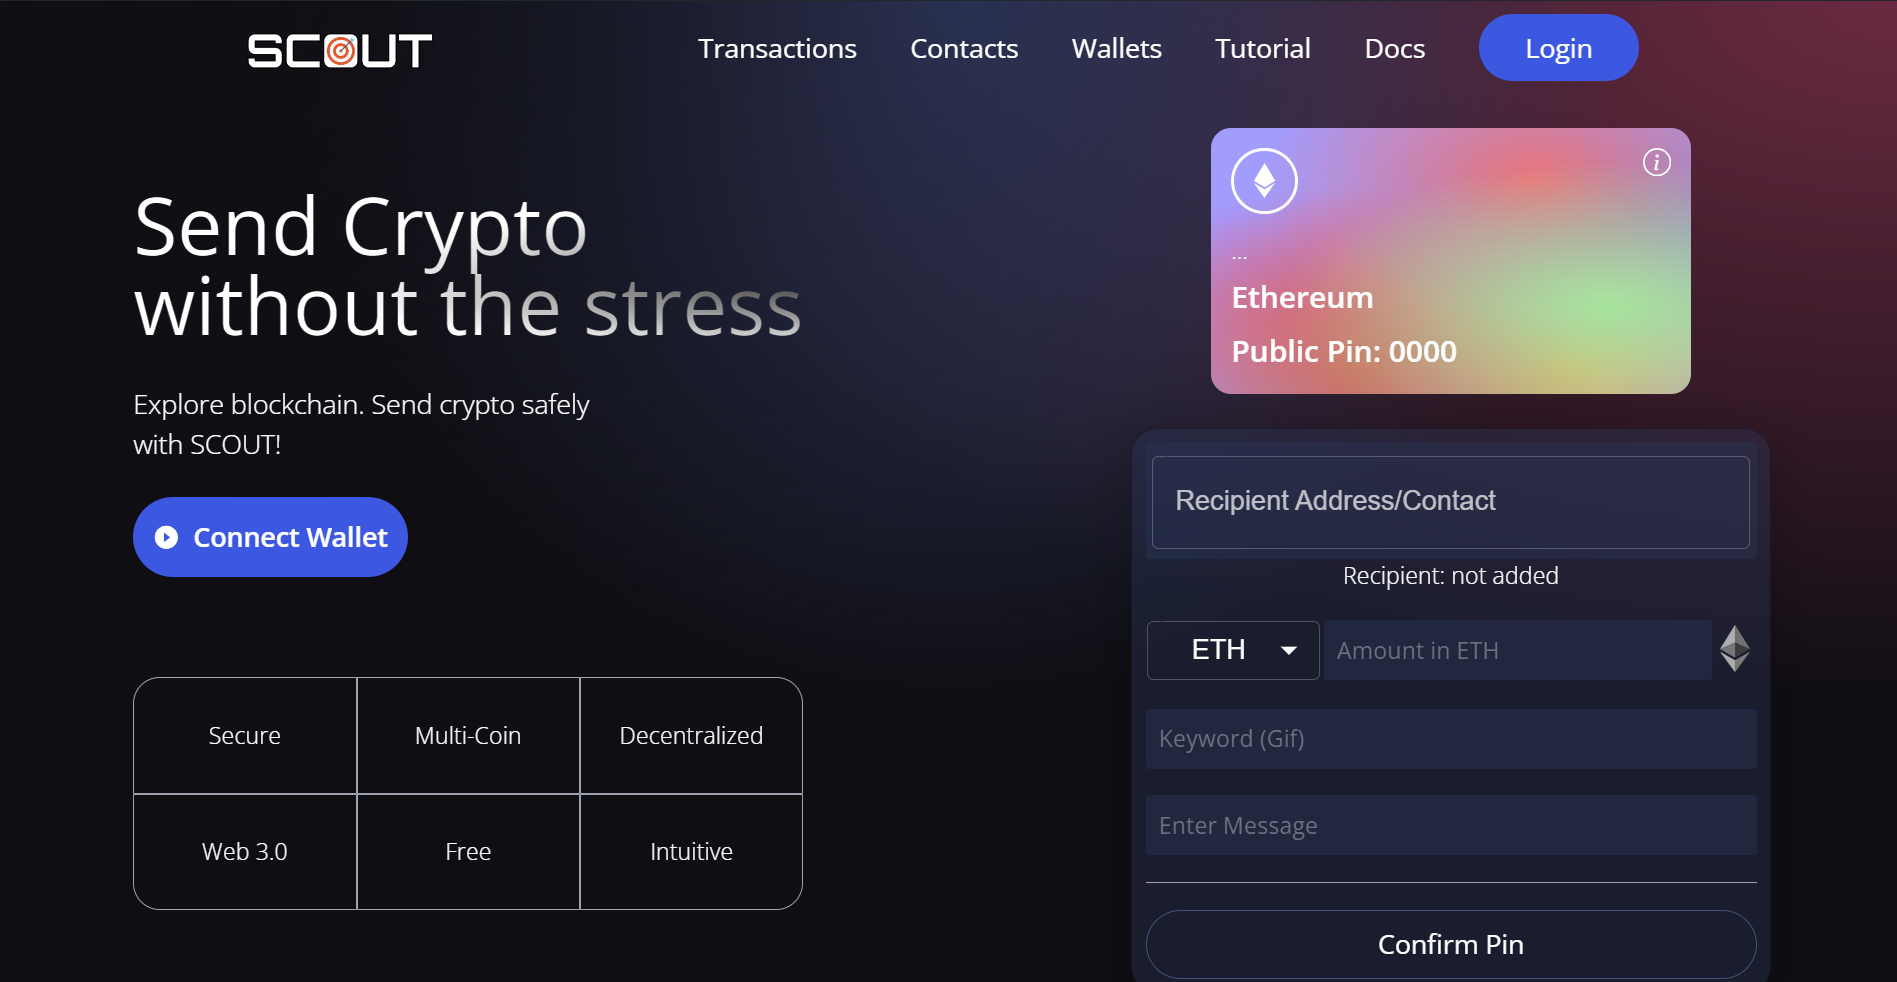 SCOUT
Transactions
Contacts
Wallets
Tutorial
Docs
Login
Send Crypto
without the stress
Explore blockchain. Send crypto safely
with SCOUT!
Connect Wallet
Secure
Multi-Coin
Decentralized
Web 3.0
Free
Intuitive
i
...
Ethereum
Public Pin: 0000
Recipient Address/Contact
Recipient: not added
ETH
Amount in ETH
Keyword (Gif)
Enter Message
Confirm Pin